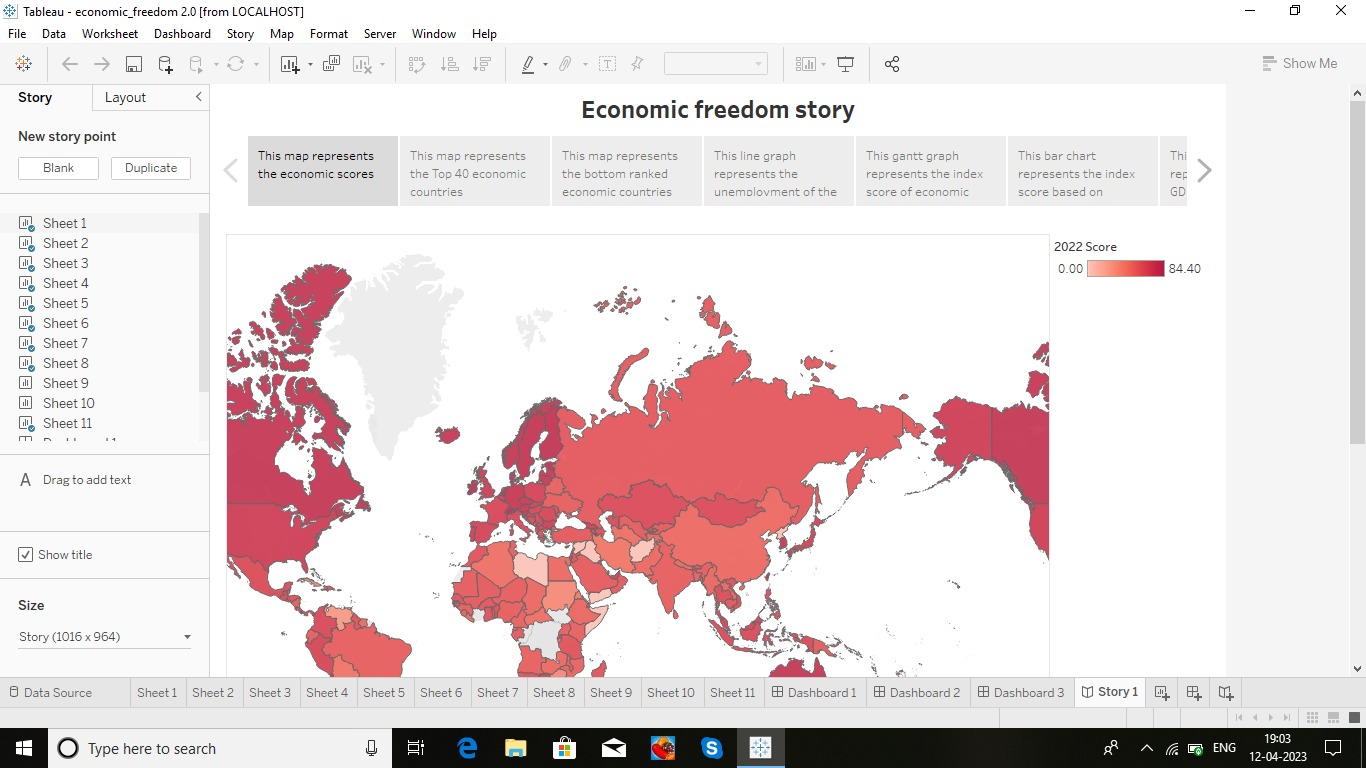 Tableau - economic_freedom 2.0 [from LOCALHOST]
File Data Worksheet Dashboard Story Map Format Server Window Help
Show Me
Story Layout
New story point
Blank Duplicate
Sheet 1
Sheet 2
Sheet 3
Sheet 4
Sheet 5
Sheet 6
Sheet 7
Sheet 8
Sheet 9
Sheet 10
Sheet 11
A Drag to add text
Show title
Size
Story (1016 x 964)
Economic freedom story
This map represents
the economic scores
This map represents
the Top 40 economic
countries
This map represents
the bottom ranked
economic countries
This line graph
represents the
unemployment of the
This gantt graph
represents the index
score of economic
This bar chart
represents the index
score based on
Thi
rep
GD
2022 Score
0.00 84.40
Data Source Sheet 1 Sheet 2 Sheet 3 Sheet 4 Sheet 5 Sheet 6 Sheet 7 Sheet 8 Sheet 9 Sheet 10 Sheet 11 Dashboard 1 Dashboard 2 Dashboard 3 Story 1
Type here to search
ENG
19:03
12-04-2023